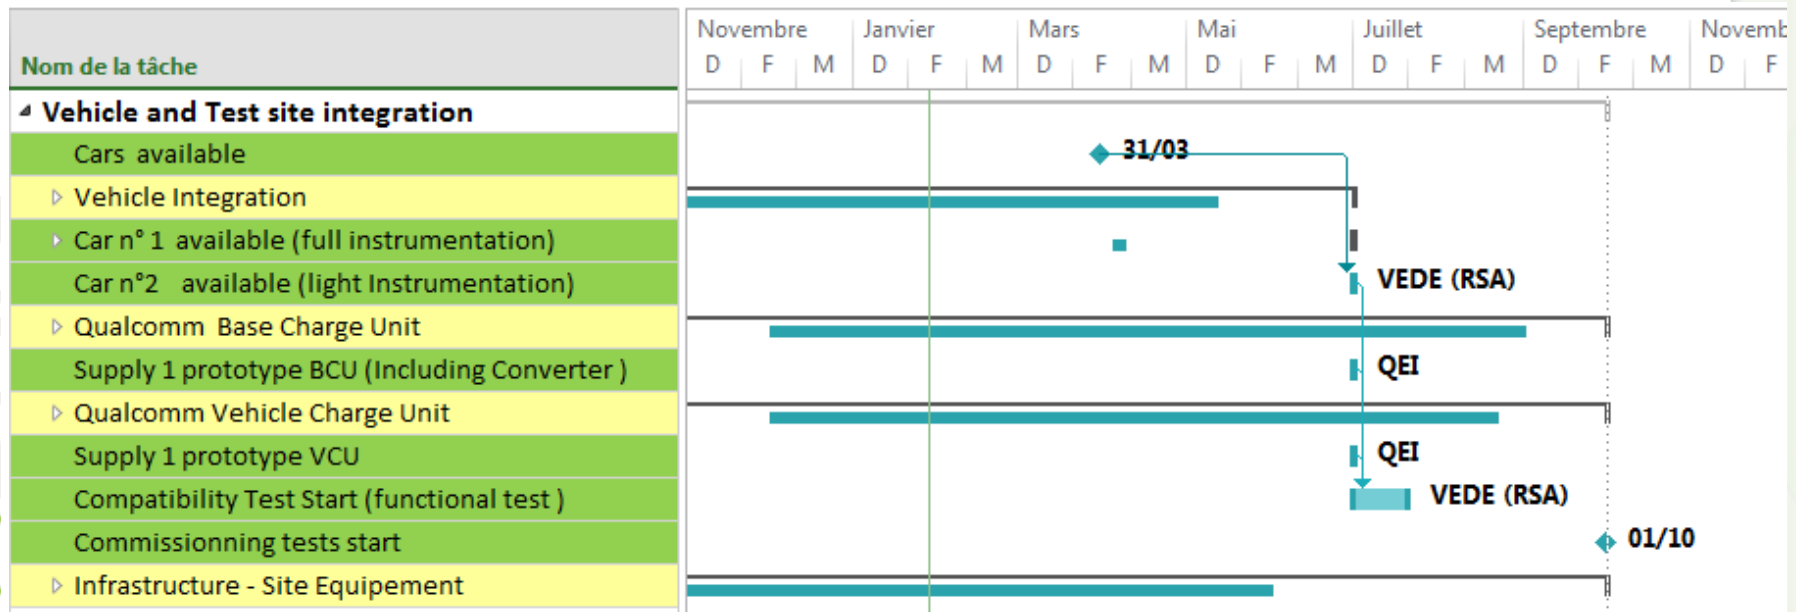 Novembre Janvier Mars Mai Juillet Septembre Novemb
Nom de la tâche D F M D F M D F M D F M D F M D F M D F
Vehicle and Test site integration
Cars available 31/03
Vehicle Integration
Car n° 1 available (full instrumentation)
Car n°2 available (light Instrumentation) VEDE (RSA)
Qualcomm Base Charge Unit
Supply 1 prototype BCU (Including Converter ) QEI
Qualcomm Vehicle Charge Unit
Supply 1 prototype VCU QEI
Compatibility Test Start (functional test ) VEDE (RSA)
Commissionning tests start 01/10
Infrastructure - Site Equipement